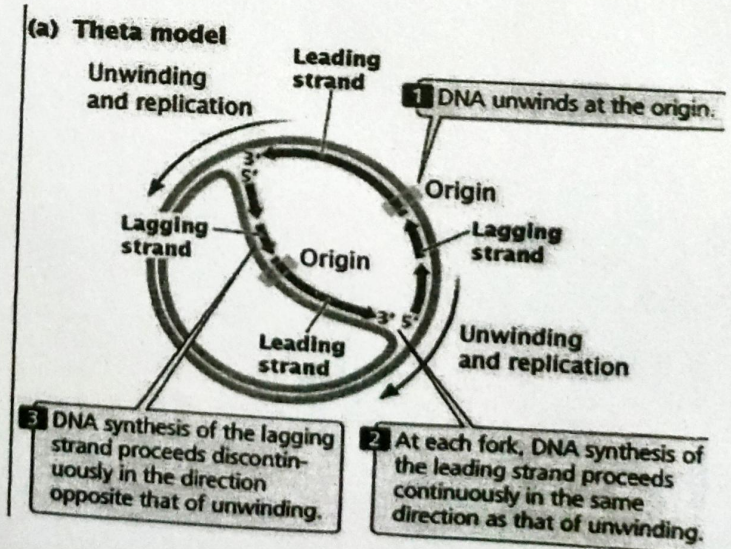 (a) Theta model
Unwinding
and replication
Leading
strand
1 DNA unwinds at the origin.
3'
5'
Origin
Lagging
strand
Lagging
strand
Origin
3' 5'
Leading
strand
Unwinding
and replication
3 DNA synthesis of the lagging
strand proceeds discontin-
uously in the direction
opposite that of unwinding.
2 At each fork, DNA synthesis of
the leading strand proceeds
continuously in the same
direction as that of unwinding.